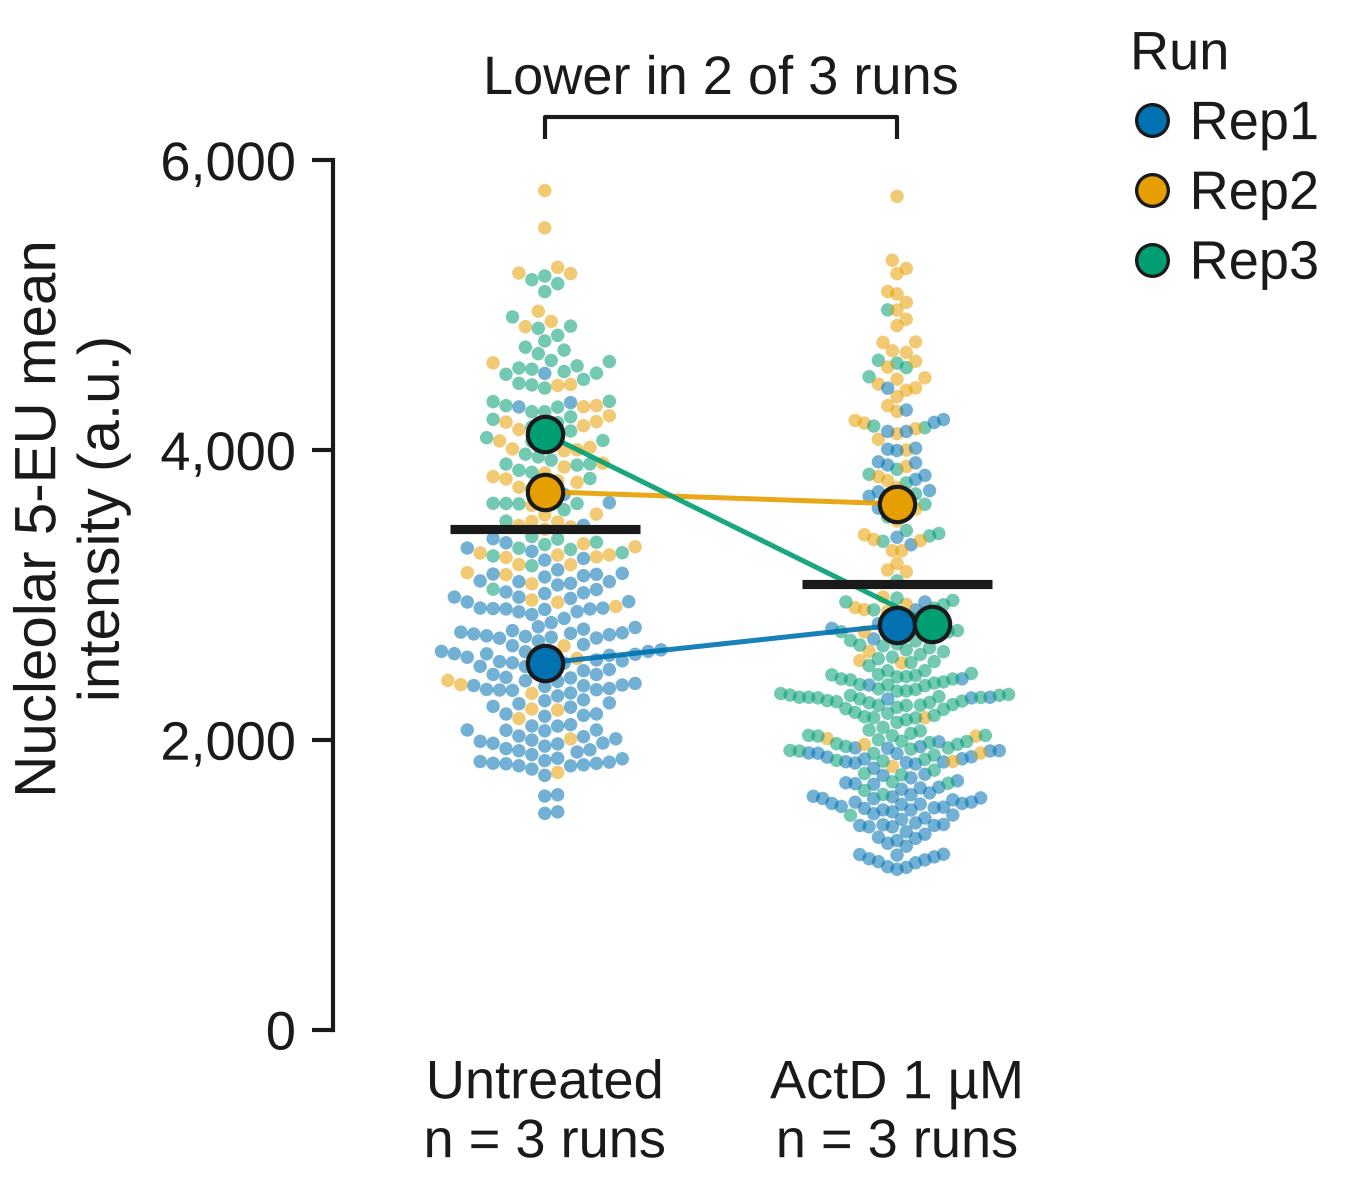 Lower in 2 of 3 runs
Run
Rep1
Rep2
Rep3
Nucleolar 5-EU mean
intensity (a.u.)
6,000
4,000
2,000
0
Untreated
n = 3 runs
ActD 1 µM
n = 3 runs